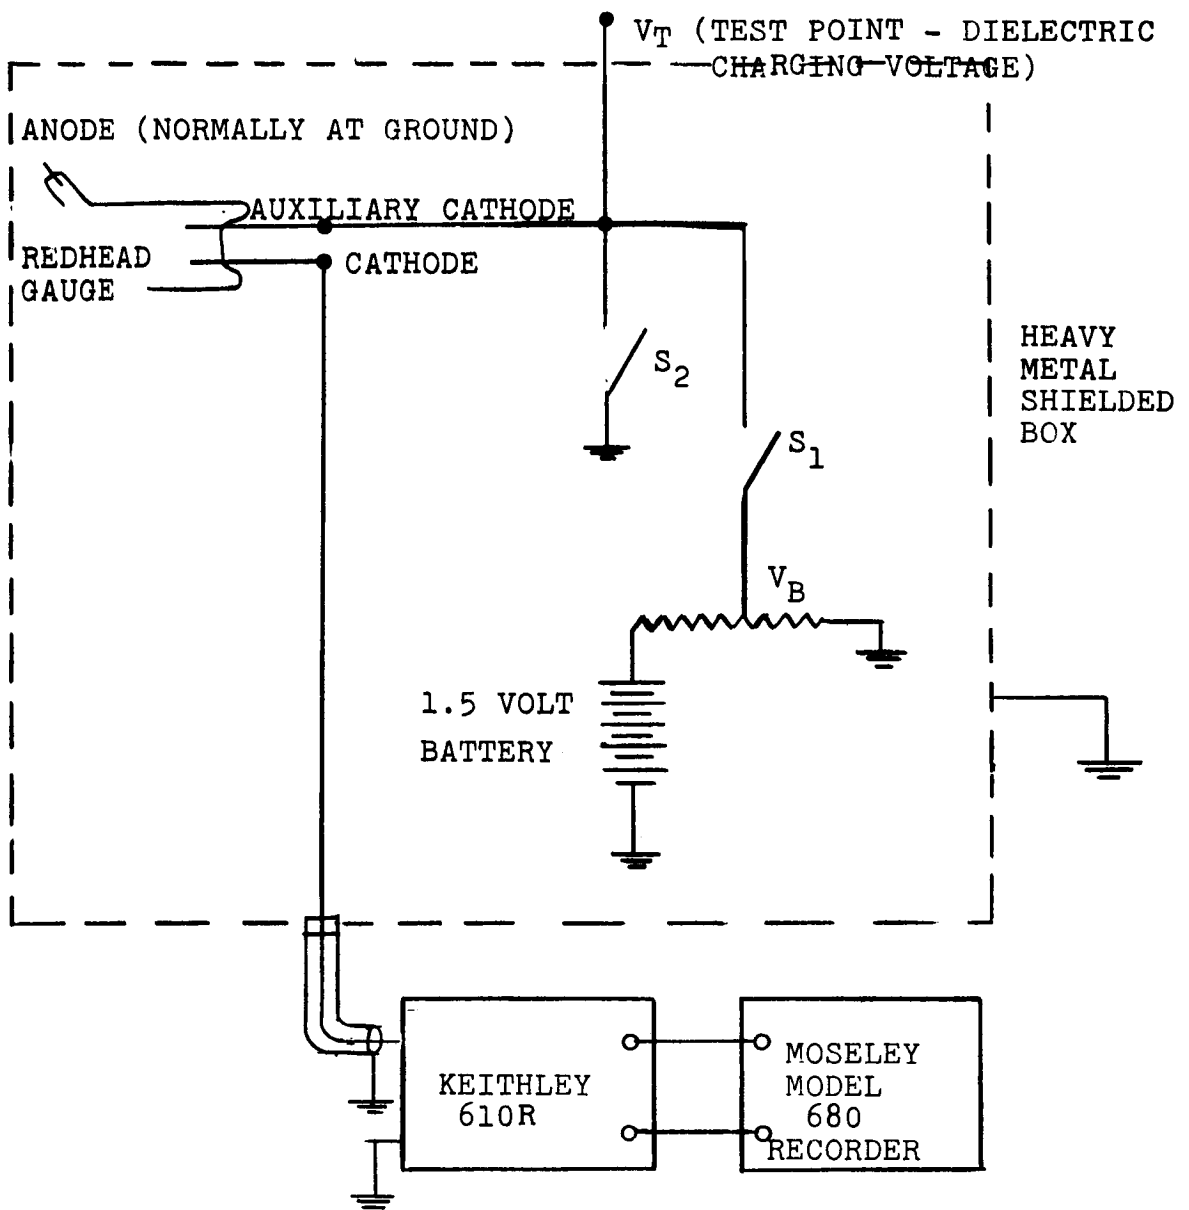 VT (TEST POINT - DIELECTRIC
CHARGING VOLTAGE)
ANODE (NORMALLY AT GROUND)
AUXILIARY CATHODE
REDHEAD
GAUGE
CATHODE
S2
HEAVY
METAL
SHIELDED
BOX
S1
VB
1.5 VOLT
BATTERY
KEITHLEY
610R
MOSELEY
MODEL
680
RECORDER